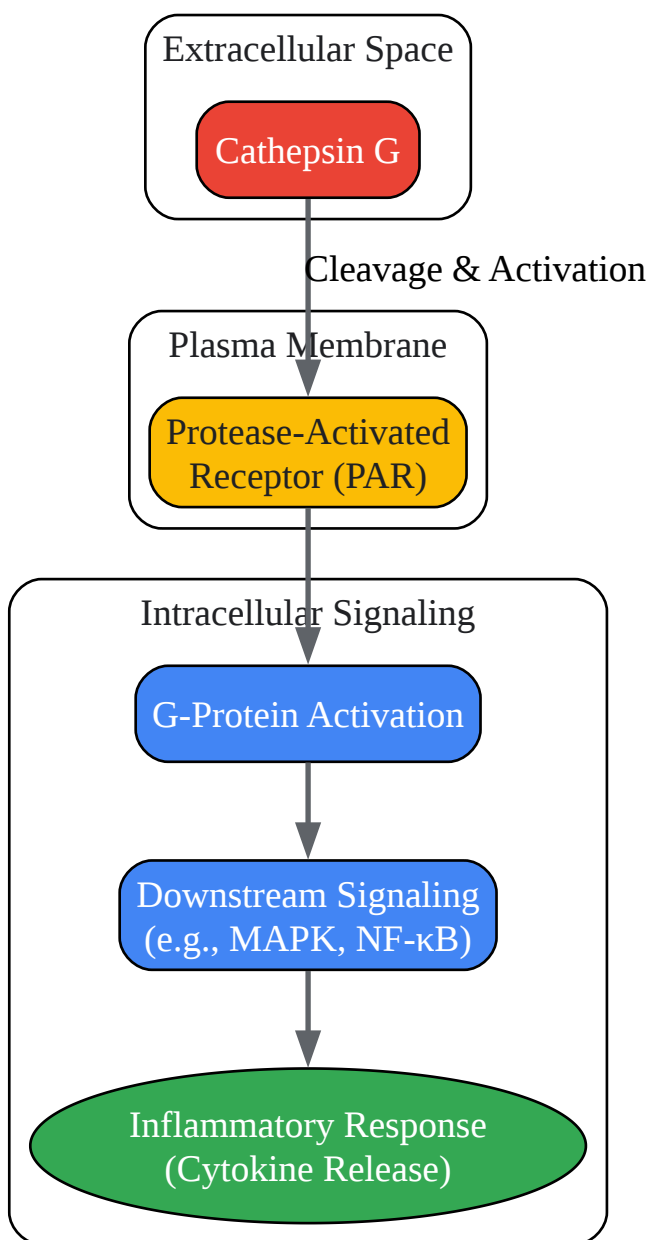 Extracellular Space
Cathepsin G
Cleavage & Activation
Plasma Membrane
Protease-Activated
Receptor (PAR)
Intracellular Signaling
G-Protein Activation
Downstream Signaling
(e.g., MAPK, NF-κB)
Inflammatory Response
(Cytokine Release)